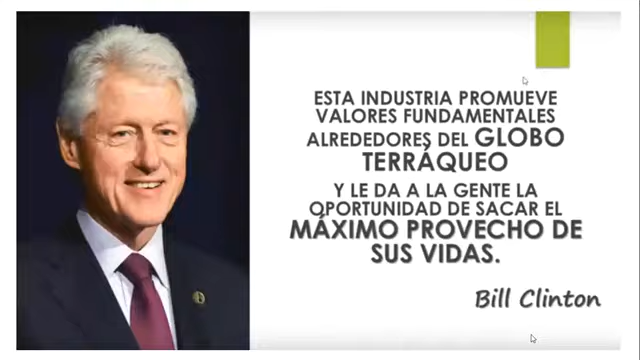 ESTA INDUSTRIA PROMUEVE
VALORES FUNDAMENTALES
ALREDEDORES DEL GLOBO
TERRÁQUEO
Y LE DA A LA GENTE LA
OPORTUNIDAD DE SACAR EL
MÁXIMO PROVECHO DE
SUS VIDAS.
Bill Clinton